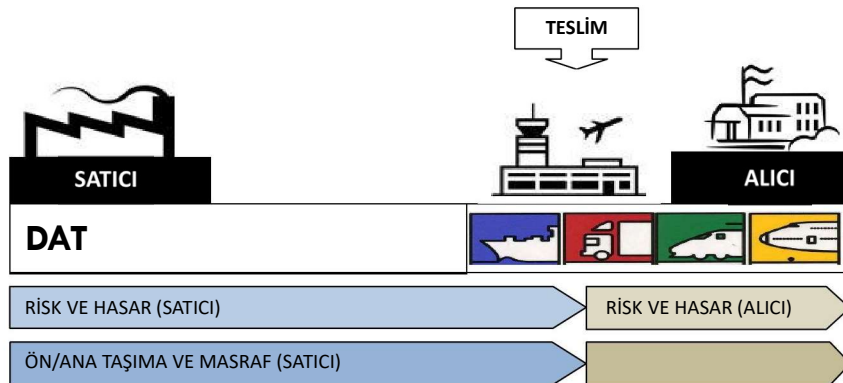 TESLİM
SATICI
ALICI
DAT
RİSK VE HASAR (SATICI)
RİSK VE HASAR (ALICI)
ÖN/ANA TAŞIMA VE MASRAF (SATICI)